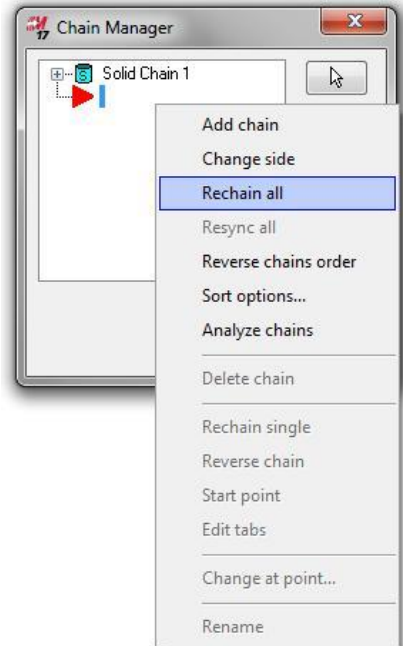 17 Chain Manager
S Solid Chain 1
Add chain
Change side
Rechain all
Resync all
Reverse chains order
Sort options...
Analyze chains
Delete chain
Rechain single
Reverse chain
Start point
Edit tabs
Change at point...
Rename